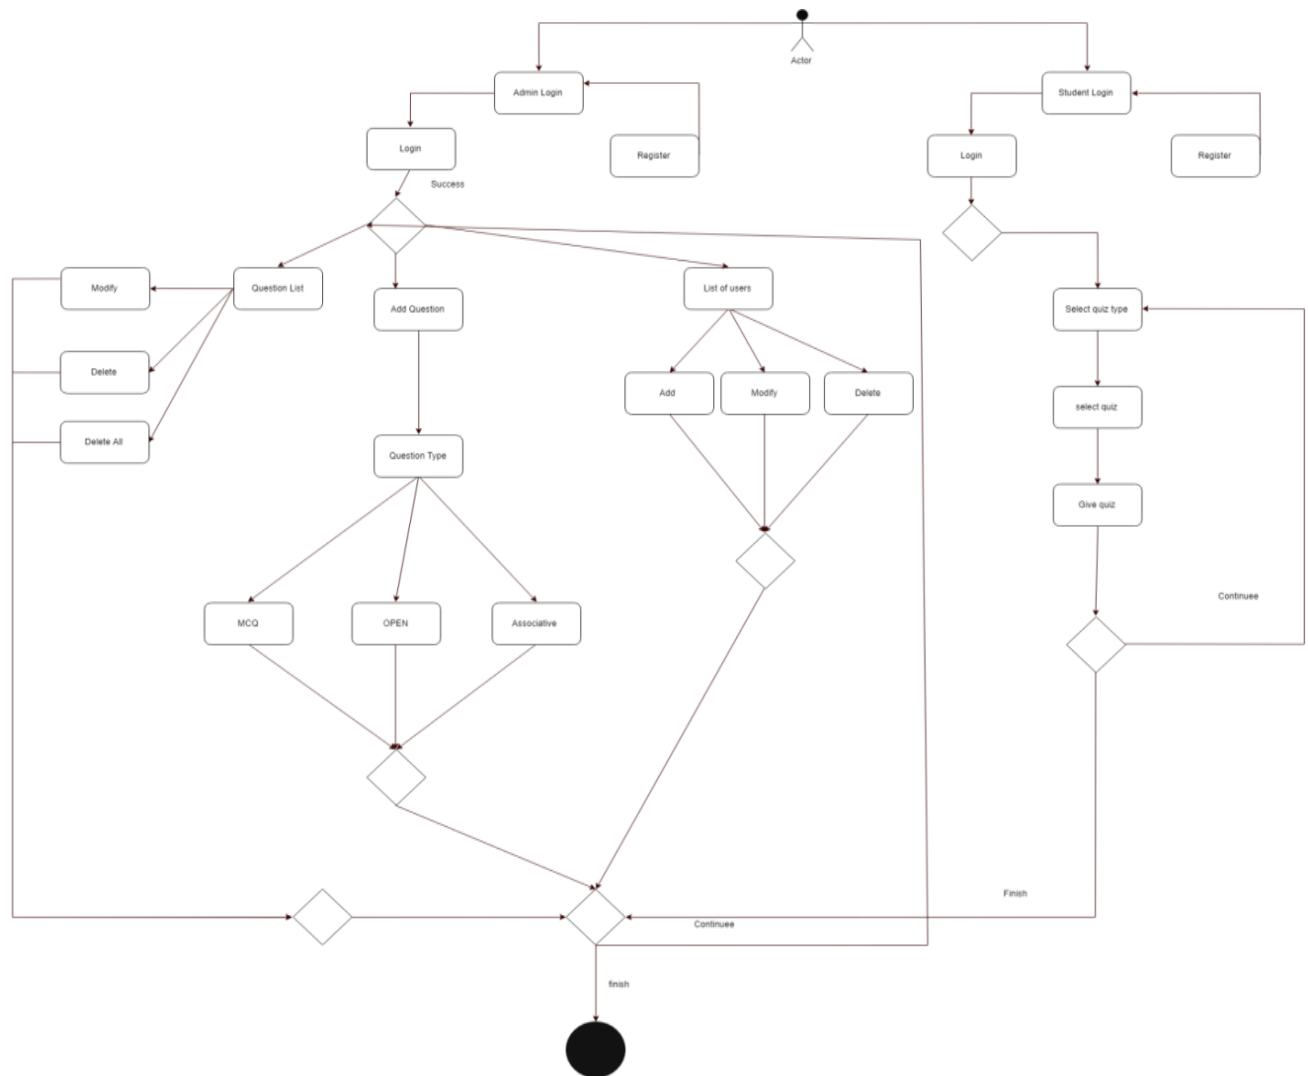 Actor
Admin Login
Student Login
Login
Register
Login
Register
Success
Modify
Question List
Add Question
List of users
Select quiz type
Delete
Add
Modify
Delete
select quiz
Delete All
Question Type
Give quiz
MCQ
OPEN
Associative
Continuee
Finish
Continuee
finish